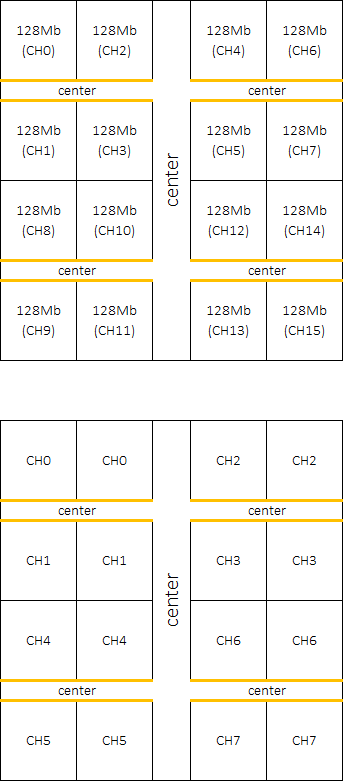 128Mb 128Mb 128Mb 128Mb
(CH0) (CH2) (CH4) (CH6)
center center
128Mb 128Mb 128Mb 128Mb
(CH1) (CH3) (CH5) (CH7)
center
128Mb 128Mb 128Mb 128Mb
(CH8) (CH10) (CH12) (CH14)
center center
128Mb 128Mb 128Mb 128Mb
(CH9) (CH11) (CH13) (CH15)
CH0 CH0 CH2 CH2
center center
CH1 CH1 CH3 CH3
center
CH4 CH4 CH6 CH6
center center
CH5 CH5 CH7 CH7